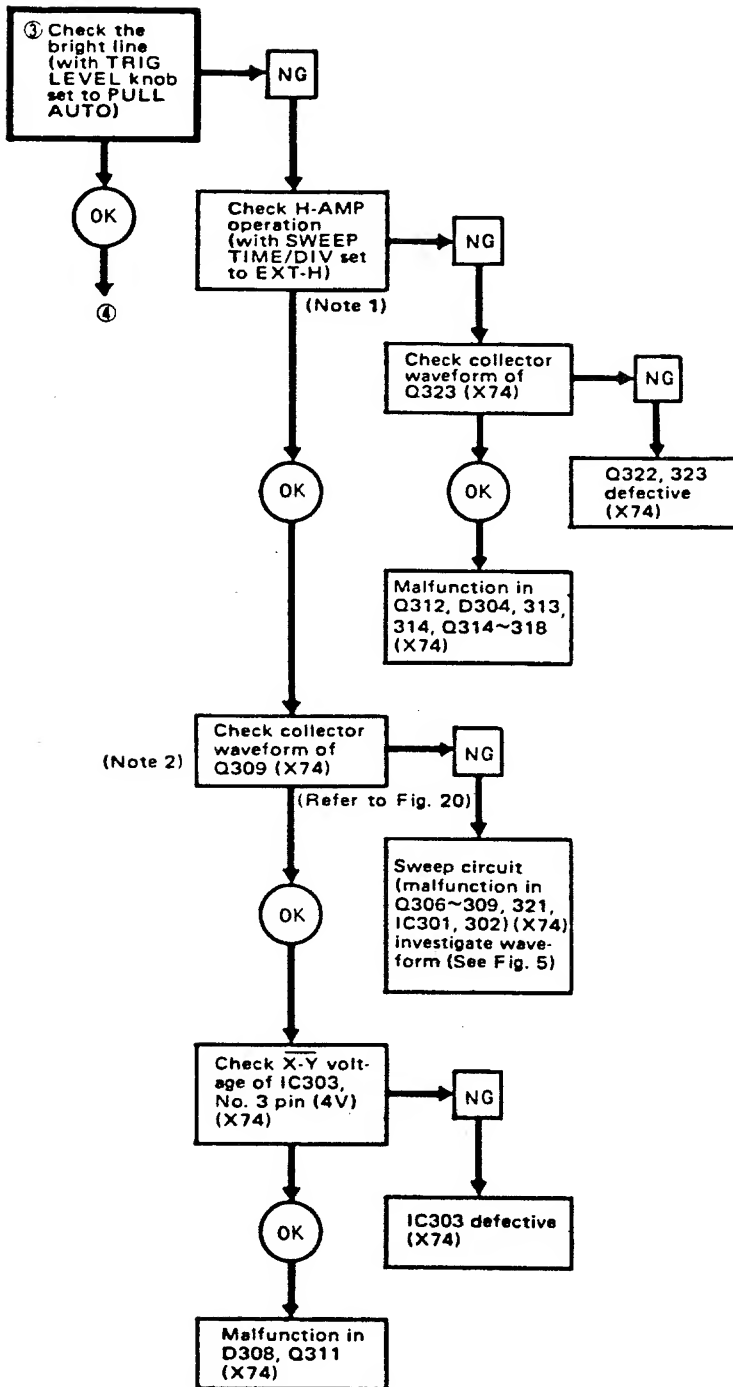 ③ Check the
bright line
(with TRIG
LEVEL knob
set to PULL
AUTO)
NG
OK
④
Check H-AMP
operation
(with SWEEP
TIME/DIV set
to EXT-H)
NG
(Note 1)
Check collector
waveform of
Q323 (X74)
NG
OK
OK
Q322, 323
defective
(X74)
Malfunction in
Q312, D304, 313,
314, Q314~318
(X74)
(Note 2)
Check collector
waveform of
Q309 (X74)
NG
(Refer to Fig. 20)
OK
Sweep circuit
(malfunction in
Q306~309, 321,
IC301, 302) (X74)
investigate wave-
form (See Fig. 5)
Check X-Y volt-
age of IC303,
No. 3 pin (4V)
(X74)
NG
OK
IC303 defective
(X74)
Malfunction in
D308, Q311
(X74)